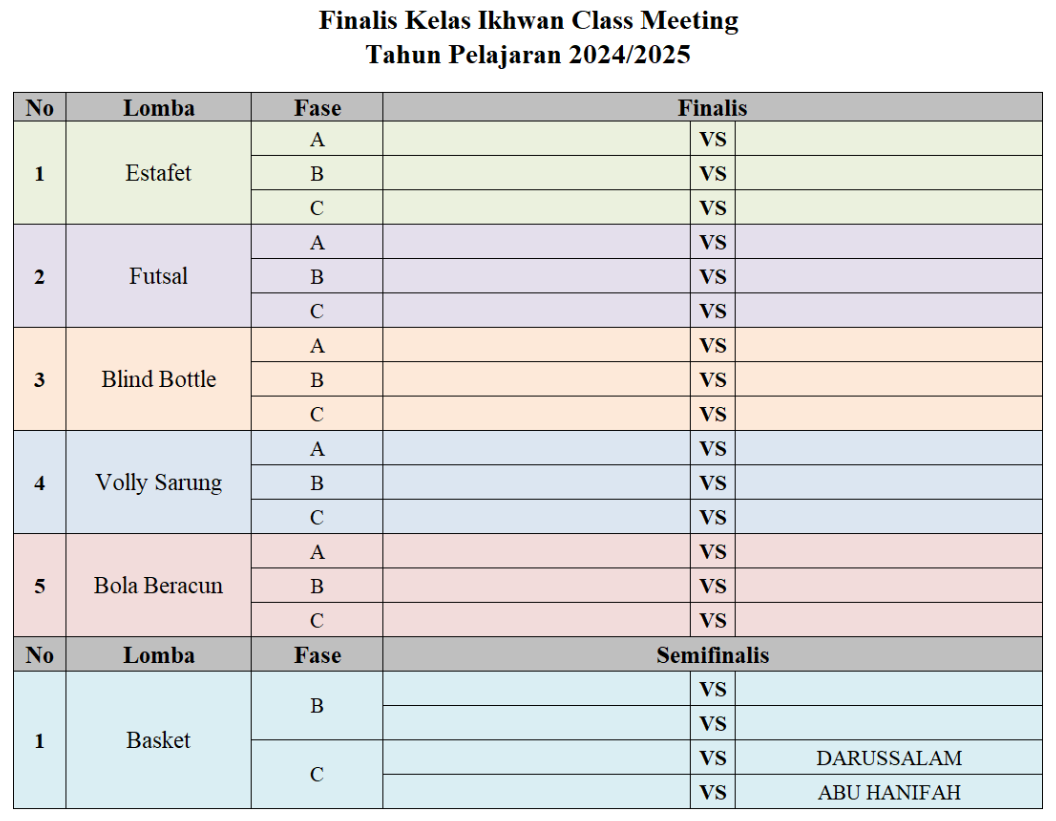 Finalis Kelas Ikhwan Class Meeting
Tahun Pelajaran 2024/2025
No Lomba Fase Finalis
1 Estafet A VS
B VS
C VS
2 Futsal A VS
B VS
C VS
3 Blind Bottle A VS
B VS
C VS
4 Volly Sarung A VS
B VS
C VS
5 Bola Beracun A VS
B VS
C VS
No Lomba Fase Semifinalis
1 Basket B VS
VS
C VS DARUSSALAM
VS ABU HANIFAH